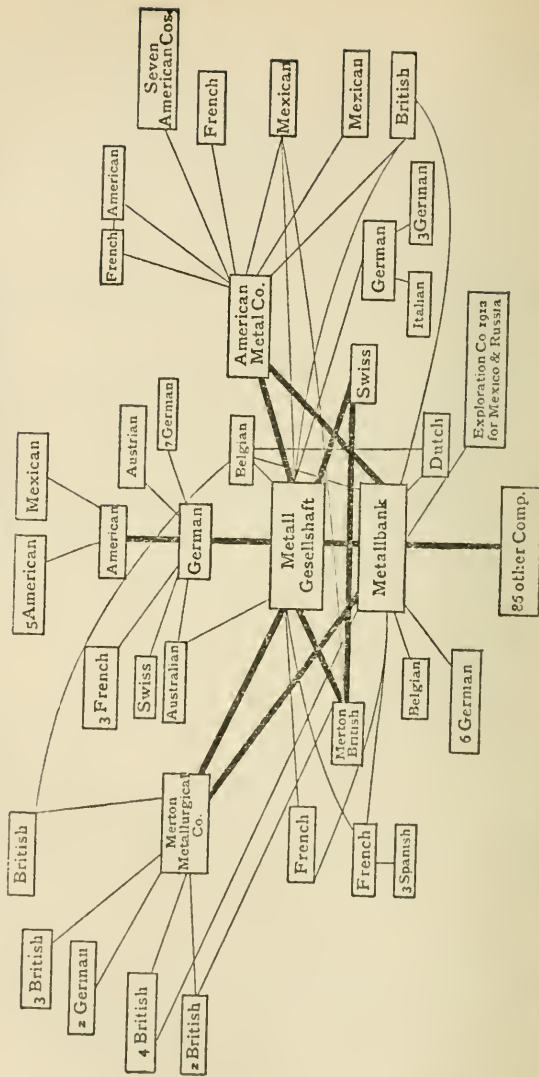 British
3 British
2 German
4 British
2 British
Merton
Metallurgical
Co.
5 American
Mexican
American
3 French
Swiss
Australian
Austrian
7 German
German
Belgian
French
American
Seven
American Cos.
French
Mexican
Mexican
British
American
Metal Co.
German
3 German
Italian
Swiss
Metall
Gesellshaft
Merton
British
Metallbank
French
French
3 Spanish
Belgian
6 German
Dutch
Exploration Co 1912
for Mexico & Russia
85 other Comp.